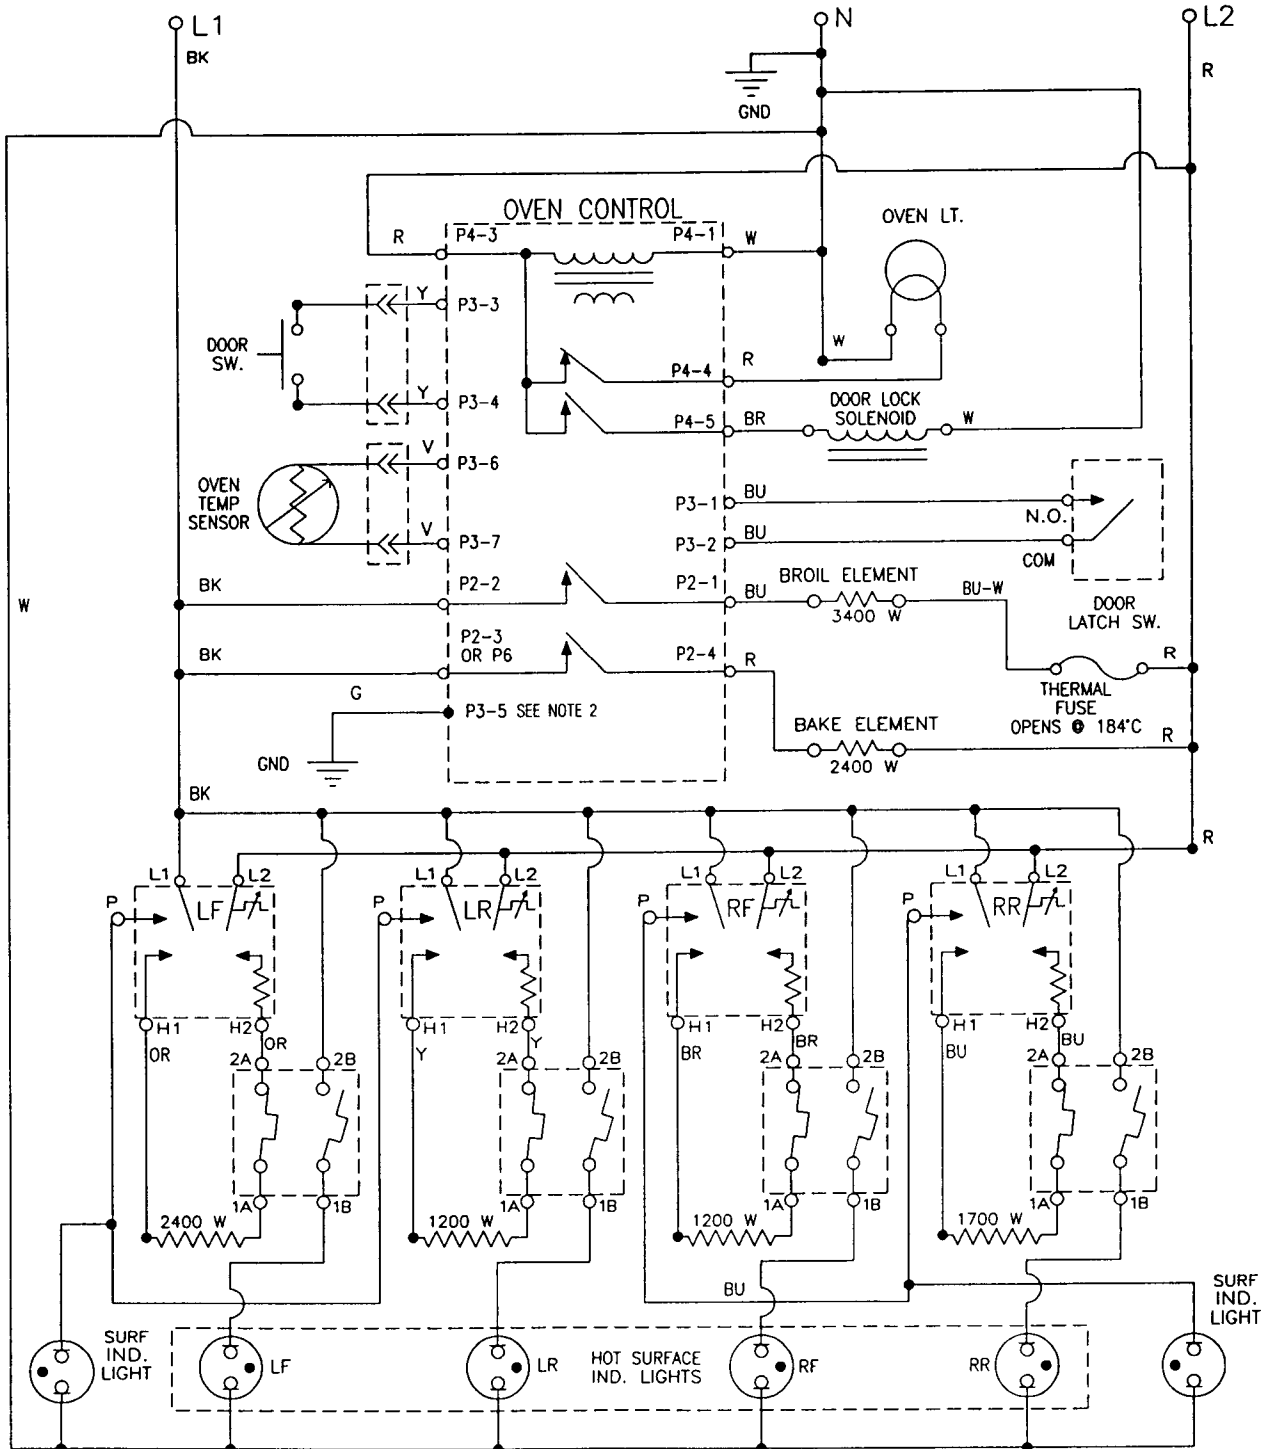 L1
N
L2
BK
R
GND
OVEN CONTROL
OVEN LT.
R
P4-3
P4-1
W
Y
P3-3
DOOR
SW.
W
R
P4-4
Y
P3-4
DOOR LOCK
SOLENOID
P4-5
BR
W
V
P3-6
OVEN
TEMP
SENSOR
P3-1
BU
N.O.
V
P3-7
P3-2
BU
COM
BK
P2-2
P2-1
BU
BROIL ELEMENT
3400 W
BU-W
DOOR
LATCH SW.
W
P2-3
OR P6
BK
P2-4
R
R
THERMAL
FUSE
OPENS @ 184°C
G
P3-5 SEE NOTE 2
BAKE ELEMENT
2400 W
R
GND
BK
R
L1
L2
L1
L2
L1
L2
L1
L2
P
LF
P
LR
P
RF
P
RR
H1
H2
H1
H2
H1
H2
H1
H2
OR
OR
Y
Y
BR
BR
BU
BU
2A
2B
2A
2B
2A
2B
2A
2B
1A
1B
1A
1B
1A
1B
1A
1B
2400 W
1200 W
1200 W
1700 W
BU
SURF
IND.
LIGHT
SURF
IND.
LIGHT
LF
LR
HOT SURFACE
IND. LIGHTS
RF
RR